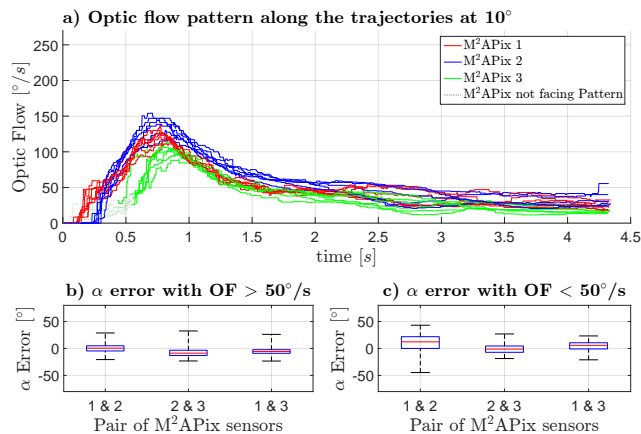 a) Optic flow pattern along the trajectories at 10°
Optic Flow [°/s]
250
200
150
100
50
0
M²APix 1
M²APix 2
M²APix 3
M²APix not facing Pattern
0 0.5 1 1.5 2 2.5 3 3.5 4 4.5
time [s]
b) α error with OF > 50°/s
α Error [°]
50
0
-50
1 & 2 2 & 3 1 & 3
Pair of M²APix sensors
c) α error with OF < 50°/s
α Error [°]
50
0
-50
1 & 2 2 & 3 1 & 3
Pair of M²APix sensors